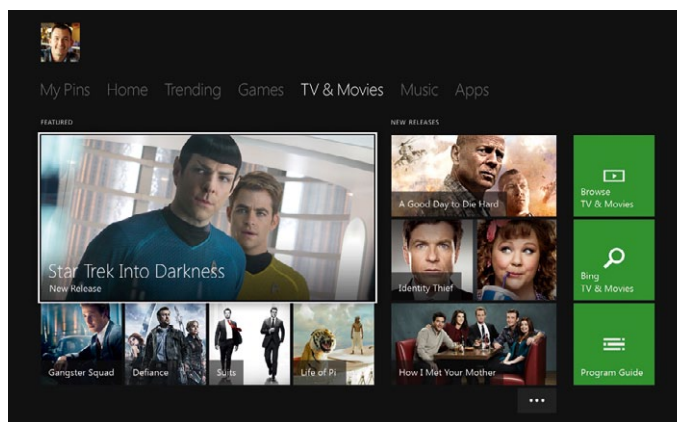 My Pins Home Trending Games TV & Movies Music Apps
FEATURED
Star Trek Into Darkness
New Release
Gangster Squad
Defiance
Suits
Life of Pi
NEW RELEASES
A Good Day to Die Hard
Identity Thief
How I Met Your Mother
Browse
TV & Movies
Bing
TV & Movies
Program Guide